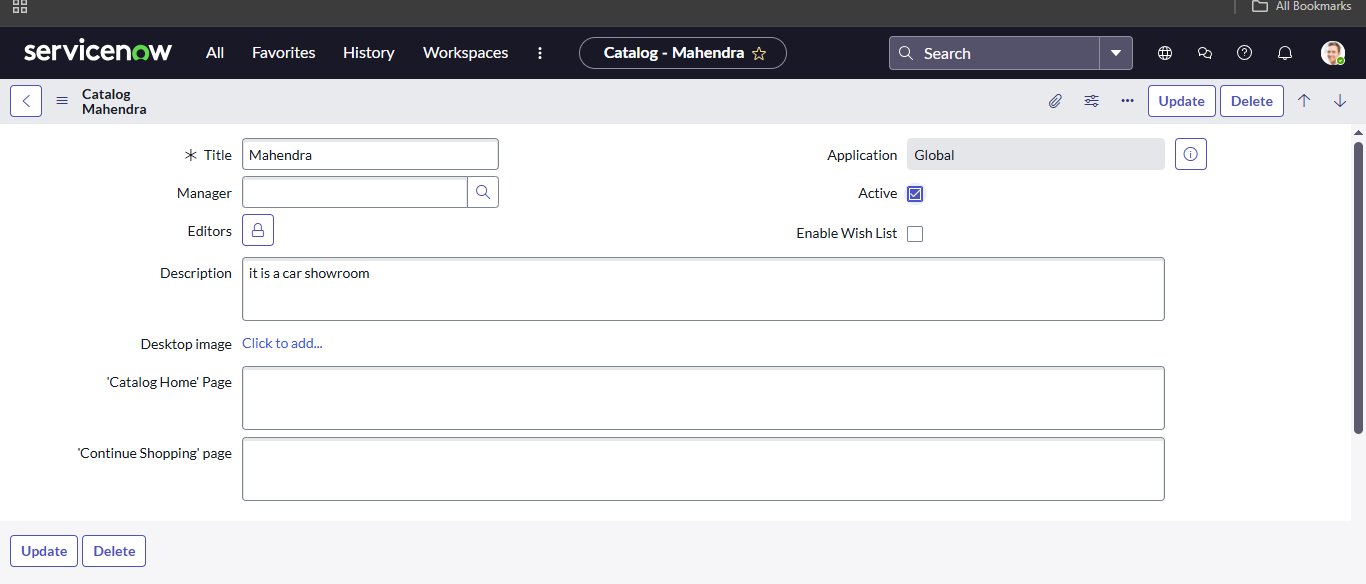 All Bookmarks
servicenow All Favorites History Workspaces Catalog - Mahendra Search
Catalog
Mahendra
Update Delete
Title Mahendra Application Global
Manager Active
Editors Enable Wish List
Description it is a car showroom
Desktop image Click to add...
'Catalog Home' Page
'Continue Shopping' page
Update Delete